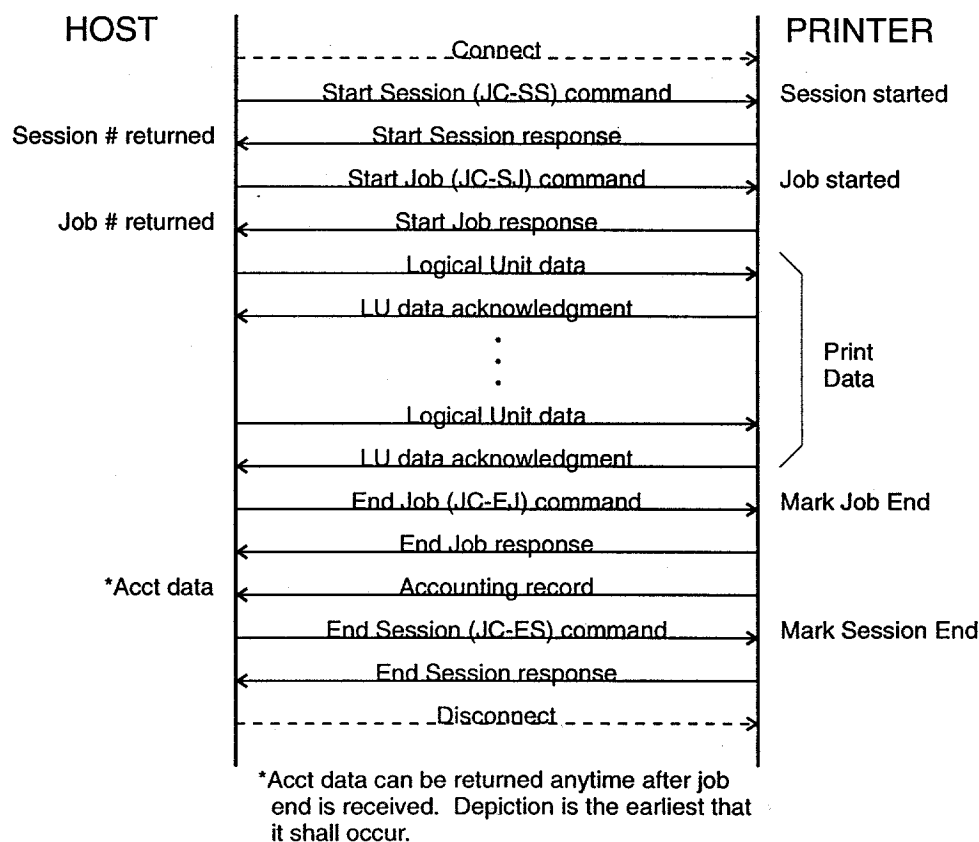 HOST
PRINTER
Connect
Start Session (JC-SS) command
Session started
Session # returned
Start Session response
Start Job (JC-SJ) command
Job started
Job # returned
Start Job response
Logical Unit data
LU data acknowledgment
Print
Data
Logical Unit data
LU data acknowledgment
End Job (JC-EJ) command
Mark Job End
End Job response
*Acct data
Accounting record
End Session (JC-ES) command
Mark Session End
End Session response
Disconnect
*Acct data can be returned anytime after job
end is received. Depiction is the earliest that
it shall occur.